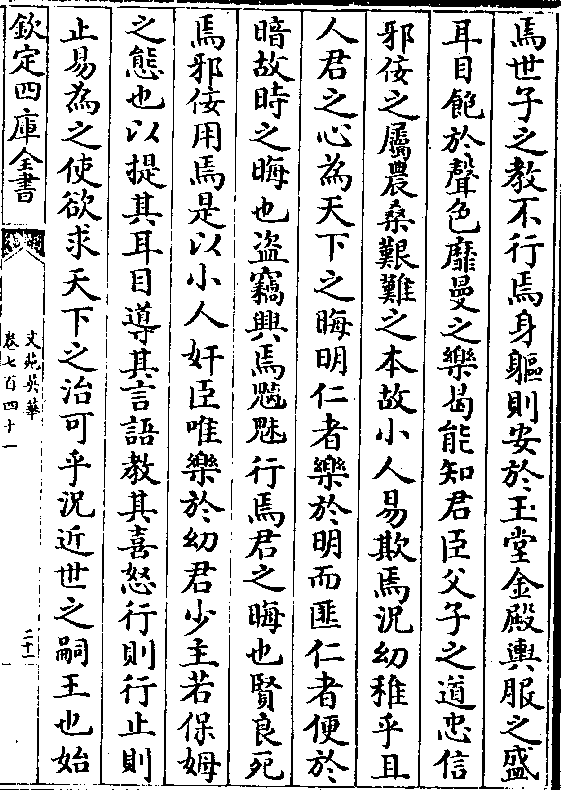 焉世子之教不行焉身軀則安於玉堂金殿輿服之盛
耳目飽於聲色靡曼之樂曷能知君臣父子之道忠信
邪佞之屬農桑艱難之本故小人易欺焉況幼稚乎且
人君之心為天下之晦明仁者樂於明而匪仁者便於
暗故時之晦也盜竊興焉魑魅行焉君之晦也賢良死
焉邪佞用焉是以小人奸臣唯樂於幼君少主若保姆
之態也以提其耳目導其言語教其喜怒行則行止則
止易為之使欲求天下之治可乎況近世之嗣王也始
欽定四庫全書
文苑英華
卷七百四十一
二十一